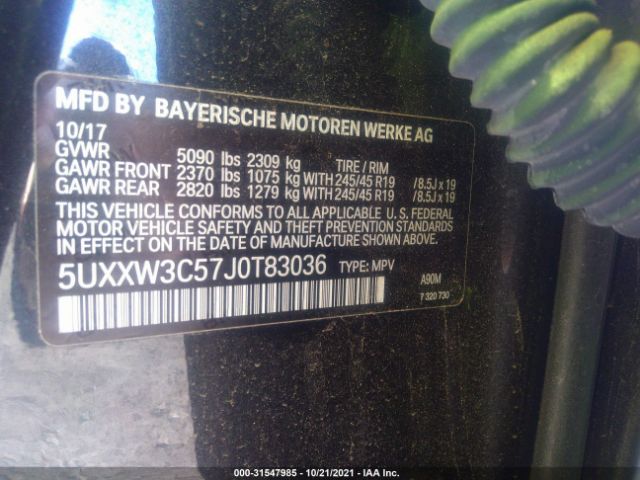 MFD BY BAYERISCHE MOTOREN WERKE AG
10/17
GVWR 5090 lbs 2309 kg TIRE / RIM
GAWR FRONT 2370 lbs 1075 kg WITH 245/45 R19 /8.5J x 19
GAWR REAR 2820 lbs 1279 kg WITH 245/45 R19 /8.5J x 19
THIS VEHICLE CONFORMS TO ALL APPLICABLE U. S. FEDERAL
MOTOR VEHICLE SAFETY AND THEFT PREVENTION STANDARDS
IN EFFECT ON THE DATE OF MANUFACTURE SHOWN ABOVE.
5UXXW3C57J0T83036 TYPE: MPV A90M
7 320 730
000-31547985 - 10/21/2021 - IAA Inc.